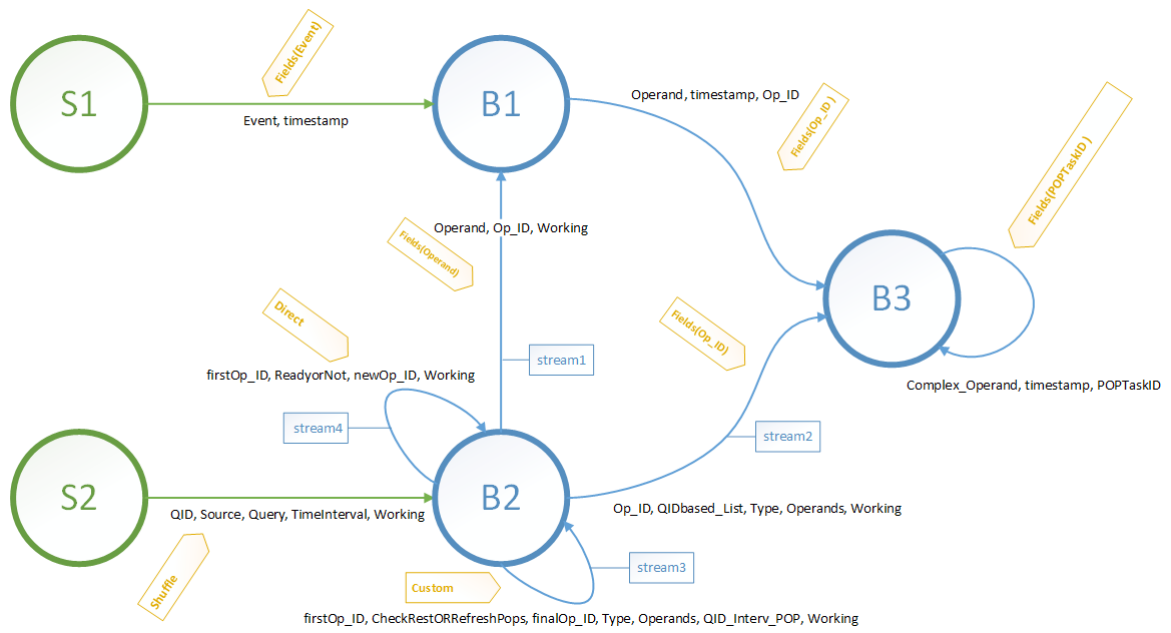 Fields(Event)
Fields(POPTaskID )
S1
B1
Operand, timestamp, Op_ID
Event, timestamp
Fields(Op_ID )
Operand, Op_ID, Working
Fields(Operand)
B3
Direct
Fields(Op_ID)
stream1
firstOp_ID, ReadyorNot, newOp_ID, Working
Complex_Operand, timestamp, POPTaskID
stream4
stream2
S2
B2
QID, Source, Query, TimeInterval, Working
Op_ID, QIDbased_List, Type, Operands, Working
Shuffle
stream3
Custom
firstOp_ID, CheckRestORRefreshPops, finalOp_ID, Type, Operands, QID_Interv_POP, Working